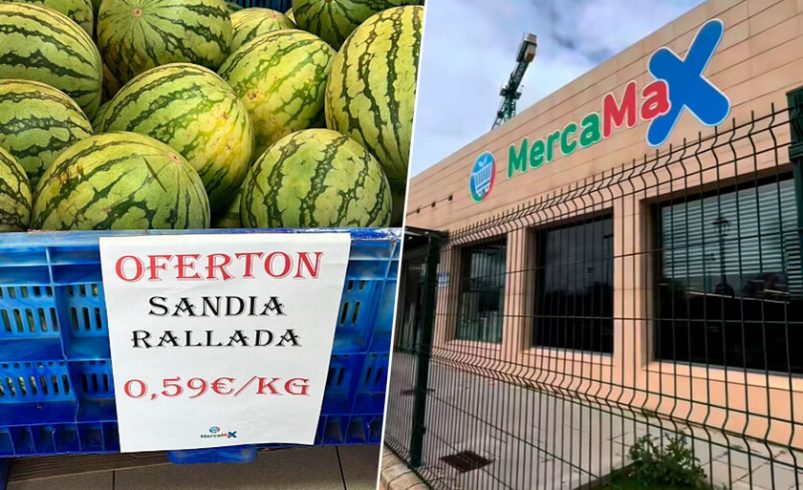 OFERTON
SANDIA
RALLADA
0,59€/KG
MercaMaX
MercaMaX